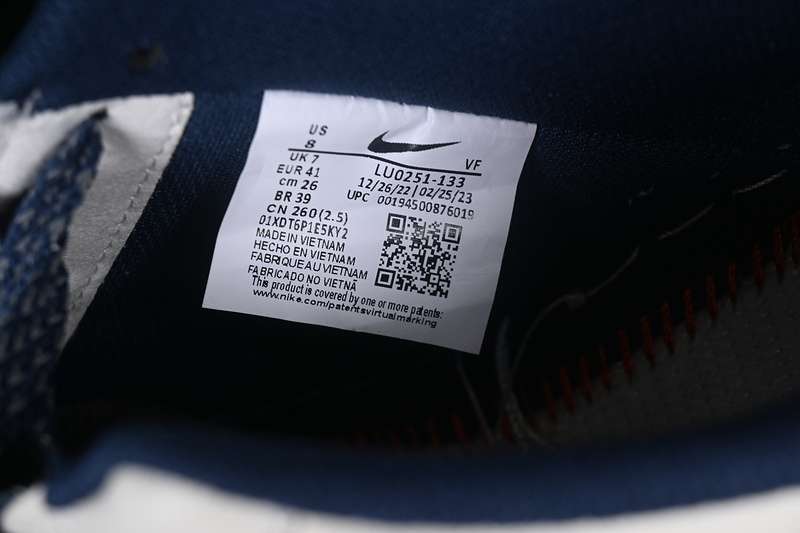 US
8
UK 7
EUR 41
cm 26
BR 39
CN 260(2.5)
01XDT6P1E5KY2
MADE IN VIETNAM
HECHO EN VIETNAM
FABRIQUE AU VIETNAM
FABRICADO NO VIETNÃ
This product is covered by one or more patents:
www.nike.com/patentsvirtualmarking
VF
LU0251-133
12/26/22 | 02/25/23
UPC 00194500876019